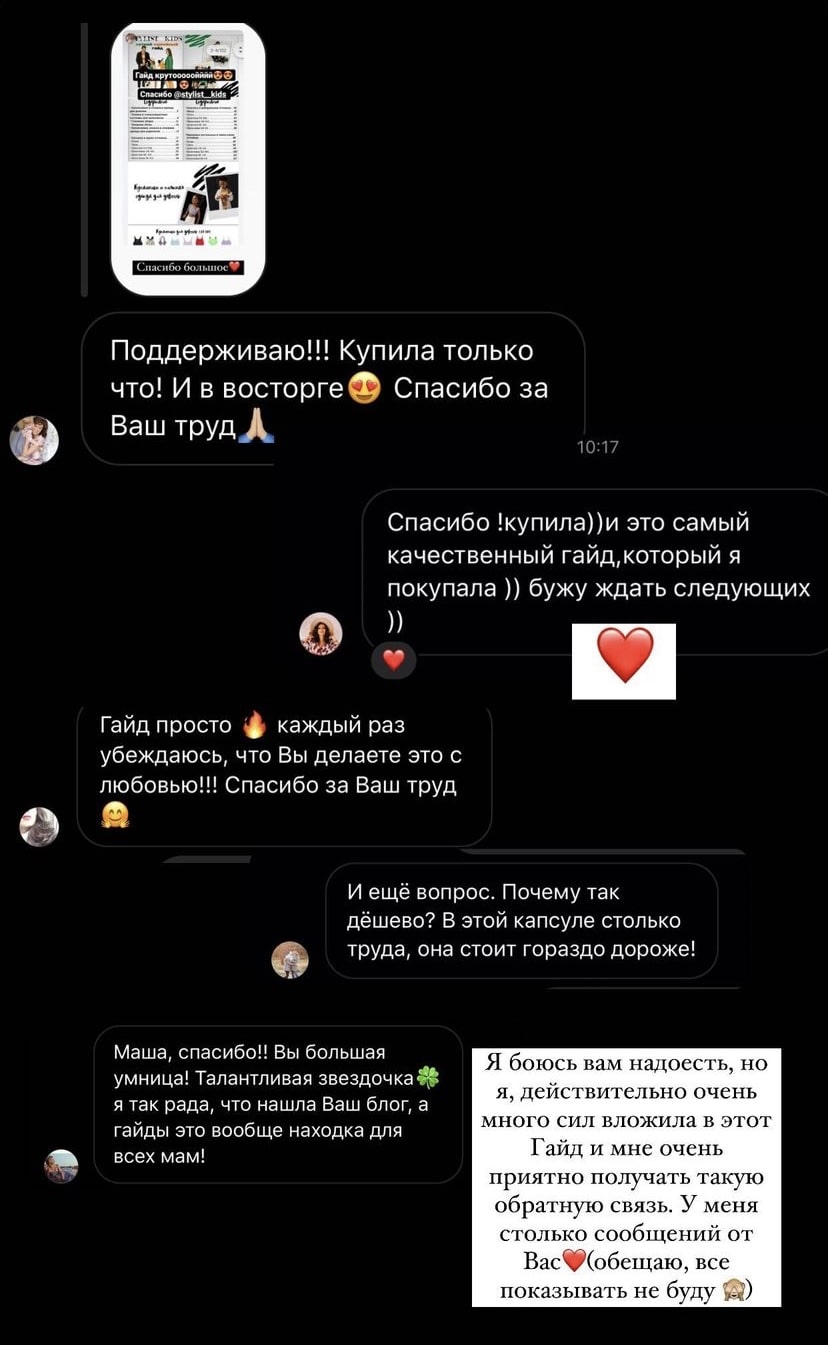 STYLIST KIDS
Гайд крутоооооййй😍😍
😍
Спасибо @stylist_kids
Спасибо большое❤️
Поддерживаю!!! Купила только
что! И в восторге😍 Спасибо за
Ваш труд🙏🏼
10:17
Спасибо !купила))и это самый
качественный гайд,который я
покупала )) бужу ждать следующих
))
❤️
❤️
Гайд просто 🔥 каждый раз
убеждаюсь, что Вы делаете это с
любовью!!! Спасибо за Ваш труд
🤗
И ещё вопрос. Почему так
дёшево? В этой капсуле столько
труда, она стоит гораздо дороже!
Маша, спасибо!! Вы большая
умница! Талантливая звездочка🍀
я так рада, что нашла Ваш блог, а
гайды это вообще находка для
всех мам!
Я боюсь вам надоесть, но
я, действительно очень
много сил вложила в этот
Гайд и мне очень
приятно получать такую
обратную связь. У меня
столько сообщений от
Вас❤️(обещаю, все
показывать не буду 🙈)